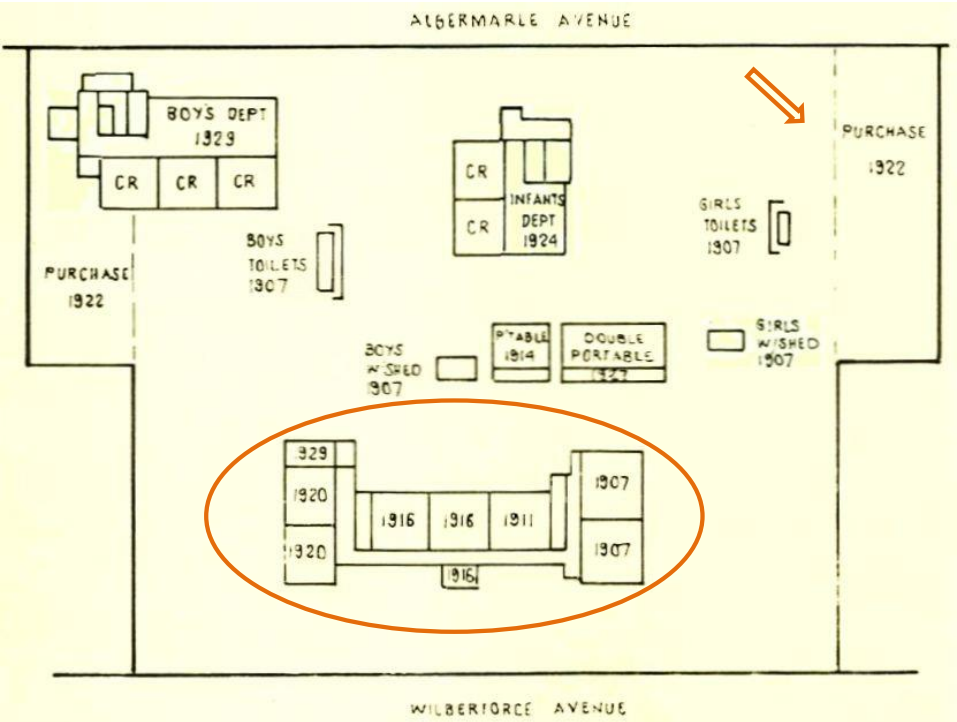 ALBERMARLE AVENUE
BOY'S DEPT
1929
CR CR CR
CR
CR
INFANTS
DEPT
1924
PURCHASE
1922
GIRLS
TOILETS
1907
BOYS
TOILETS
1907
PURCHASE
1922
P'TABLE
1914
DOUBLE
PORTABLE
1927
GIRLS
W/SHED
1907
BOYS
W SHED
1907
1929
1920
1920
1916 1916 1911
1916
1907
1907
WILBERFORCE AVENUE